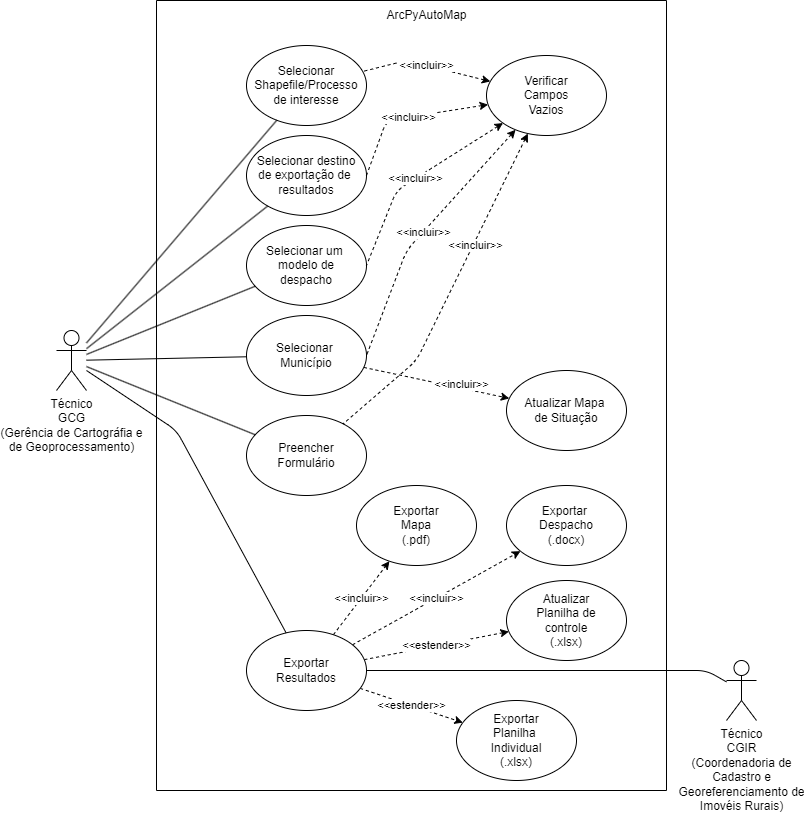 ArcPyAutoMap
Selecionar
Shapefile/Processo
de interesse
<<incluir>>
Verificar
Campos
Vazios
Selecionar destino
de exportação de
resultados
<<incluir>>
Selecionar um
modelo de
despacho
<<incluir>>
<<incluir>>
<<incluir>>
Selecionar
Município
<<incluir>>
Atualizar Mapa
de Situação
Técnico
GCG
(Gerência de Cartográfia e
de Geoprocessamento)
Preencher
Formulário
Exportar
Mapa
(.pdf)
Exportar
Despacho
(.docx)
<<incluir>>
<<incluir>>
Atualizar
Planilha de
controle
(.xlsx)
<<estender>>
Exportar
Resultados
<<estender>>
Exportar
Planilha
Individual
(.xlsx)
Técnico
CGIR
(Coordenadoria de
Cadastro e
Georeferenciamento de
Imovéis Rurais)